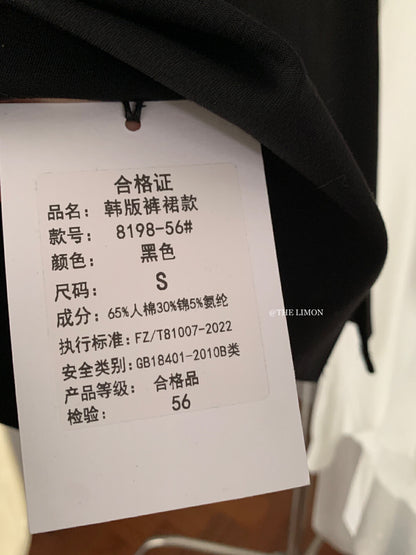 合格证
品名: 韩版裤裙款
款号: 8198-56#
颜色: 黑色
尺码: S
成分: 65%人棉30%锦5%氨纶
执行标准: FZ/T81007-2022
安全类别: GB18401-2010B类
产品等级: 合格品
检验: 56
@THE LIMON